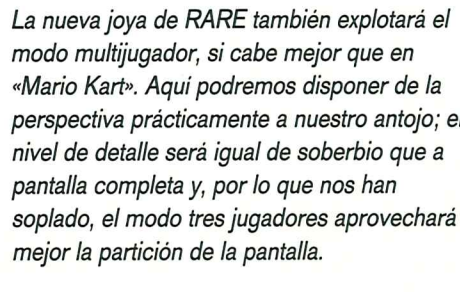 La nueva joya de RARE también explotará el
modo multijugador, si cabe mejor que en
«Mario Kart». Aquí podremos disponer de la
perspectiva prácticamente a nuestro antojo; el
nivel de detalle será igual de soberbio que a
pantalla completa y, por lo que nos han
soplado, el modo tres jugadores aprovechará
mejor la partición de la pantalla.